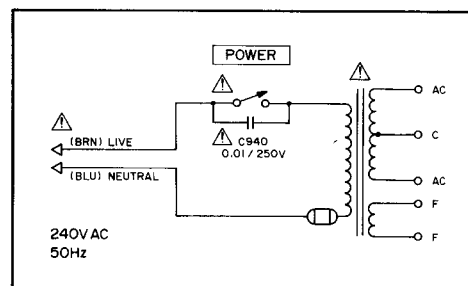 POWER
AC
(BRN) LIVE
C940
0.01/250V
C
(BLU) NEUTRAL
AC
F
240V AC
50Hz
F